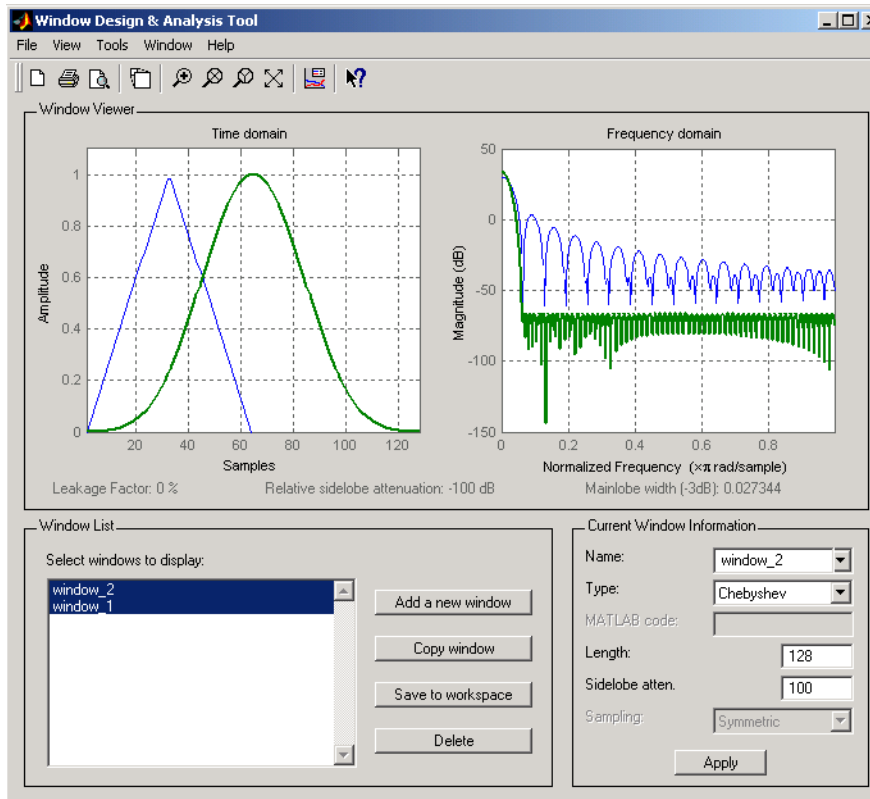 Window Design & Analysis Tool
File View Tools Window Help
Window Viewer
Time domain
Frequency domain
1
0.8
0.6
0.4
0.2
0
Amplitude
20 40 60 80 100 120
Samples
50
0
-50
-100
-150
Magnitude (dB)
0 0.2 0.4 0.6 0.8
Normalized Frequency (×π rad/sample)
Leakage Factor: 0 %
Relative sidelobe attenuation: -100 dB
Mainlobe width (-3dB): 0.027344
Window List
Select windows to display:
window_2
window_1
Add a new window
Copy window
Save to workspace
Delete
Current Window Information
Name: window_2
Type: Chebyshev
MATLAB code:
Length: 128
Sidelobe atten. 100
Sampling: Symmetric
Apply